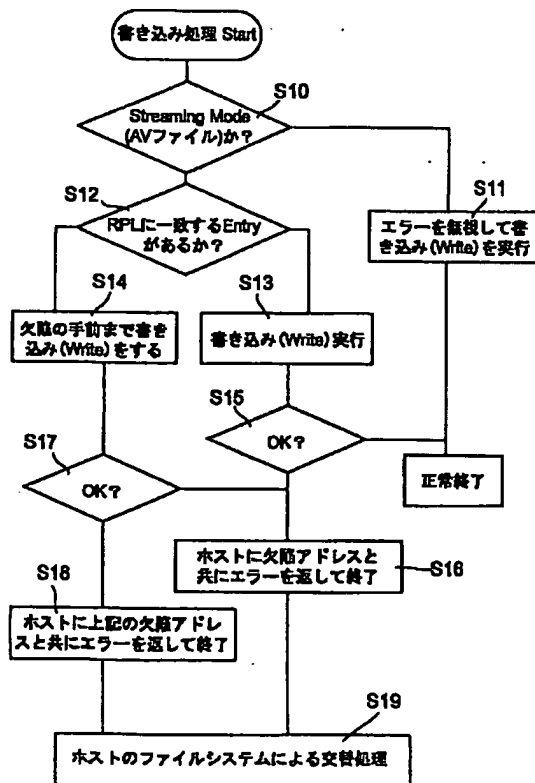 書き込み処理 Start
S10
Streaming Mode
(AVファイル)か？
S12
RPLに一致するEntry
があるか？
S11
エラーを無視して書
き込み(Write)を実行
S14
欠陥の手前まで書き
込み(Write)をする
S13
書き込み(Write)実行
S15
OK？
S17
OK？
正常終了
ホストに欠陥アドレスと
共にエラーを返して終了
S16
S18
ホストに上記の欠陥アドレ
スと共にエラーを返して終了
S19
ホストのファイルシステムによる交替処理